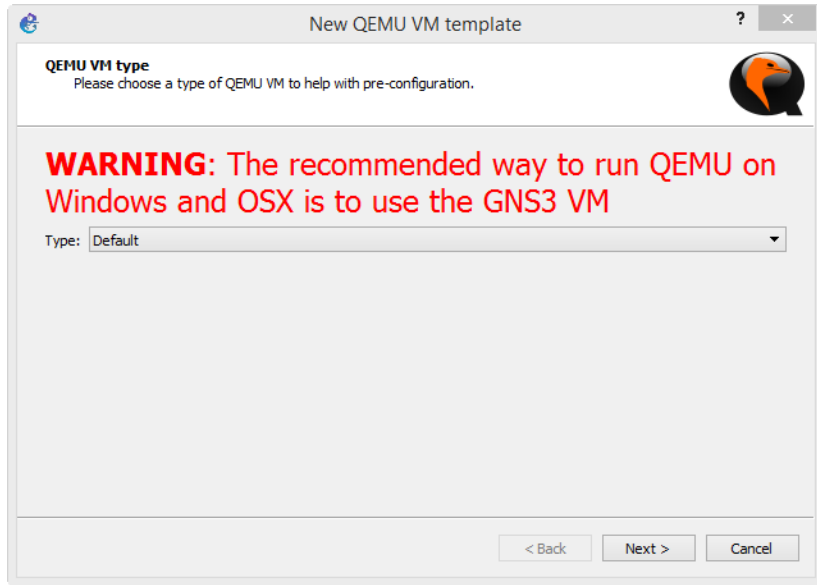 New QEMU VM template
?
×
QEMU VM type
Please choose a type of QEMU VM to help with pre-configuration.
WARNING: The recommended way to run QEMU on
Windows and OSX is to use the GNS3 VM
Type: Default
< Back Next > Cancel